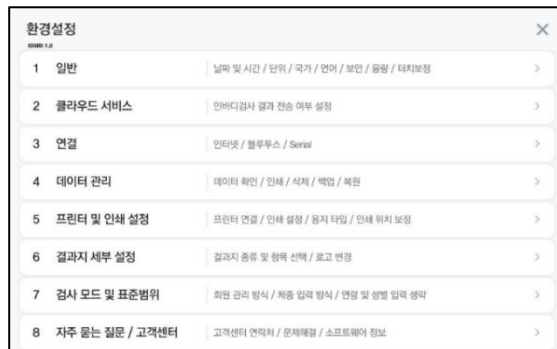 환경설정
1 일반 날짜 및 시간 / 단위 / 국가 / 언어 / 보안 / 음량 / 터치보정
2 클라우드 서비스 인바디검사 결과 전송 여부 설정
3 연결 인터넷 / 블루투스 / Serial
4 데이터 관리 데이터 확인 / 인쇄 / 삭제 / 백업 / 복원
5 프린터 및 인쇄 설정 프린터 연결 / 인쇄 설정 / 용지 타입 / 인쇄 위치 보정
6 결과지 세부 설정 결과지 종류 및 항목 선택 / 로고 변경
7 검사 모드 및 표준범위 회원 관리 방식 / 체중 입력 방식 / 연령 및 성별 입력 생략
8 자주 묻는 질문 / 고객센터 고객센터 연락처 / 문제해결 / 소프트웨어 정보